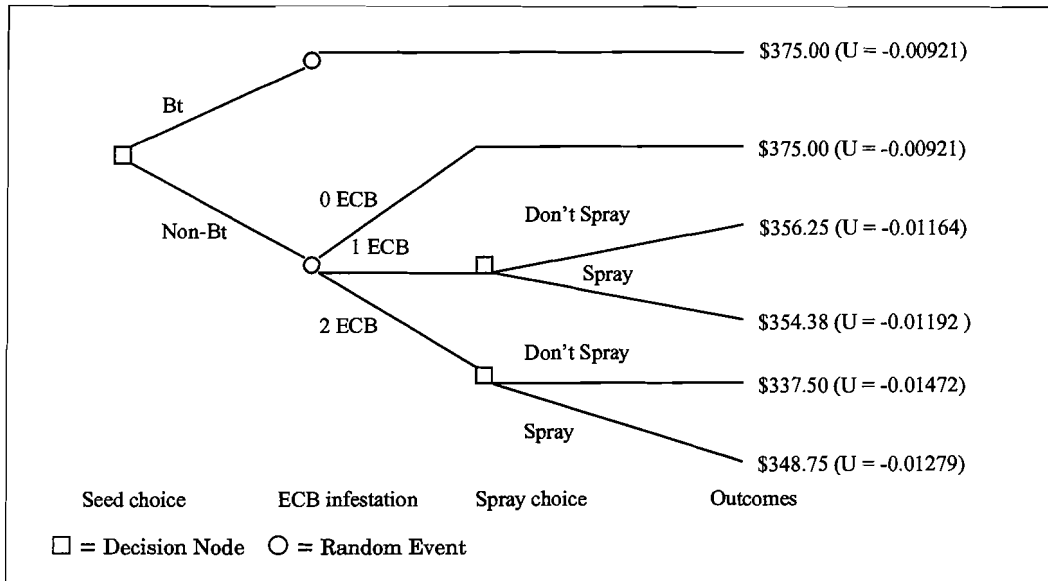 $375.00 (U = -0.00921)
Bt
$375.00 (U = -0.00921)
0 ECB
Non-Bt
Don't Spray
$356.25 (U = -0.01164)
1 ECB
Spray
$354.38 (U = -0.01192 )
2 ECB
Don't Spray
$337.50 (U = -0.01472)
Spray
$348.75 (U = -0.01279)
Seed choice ECB infestation Spray choice Outcomes
= Decision Node = Random Event